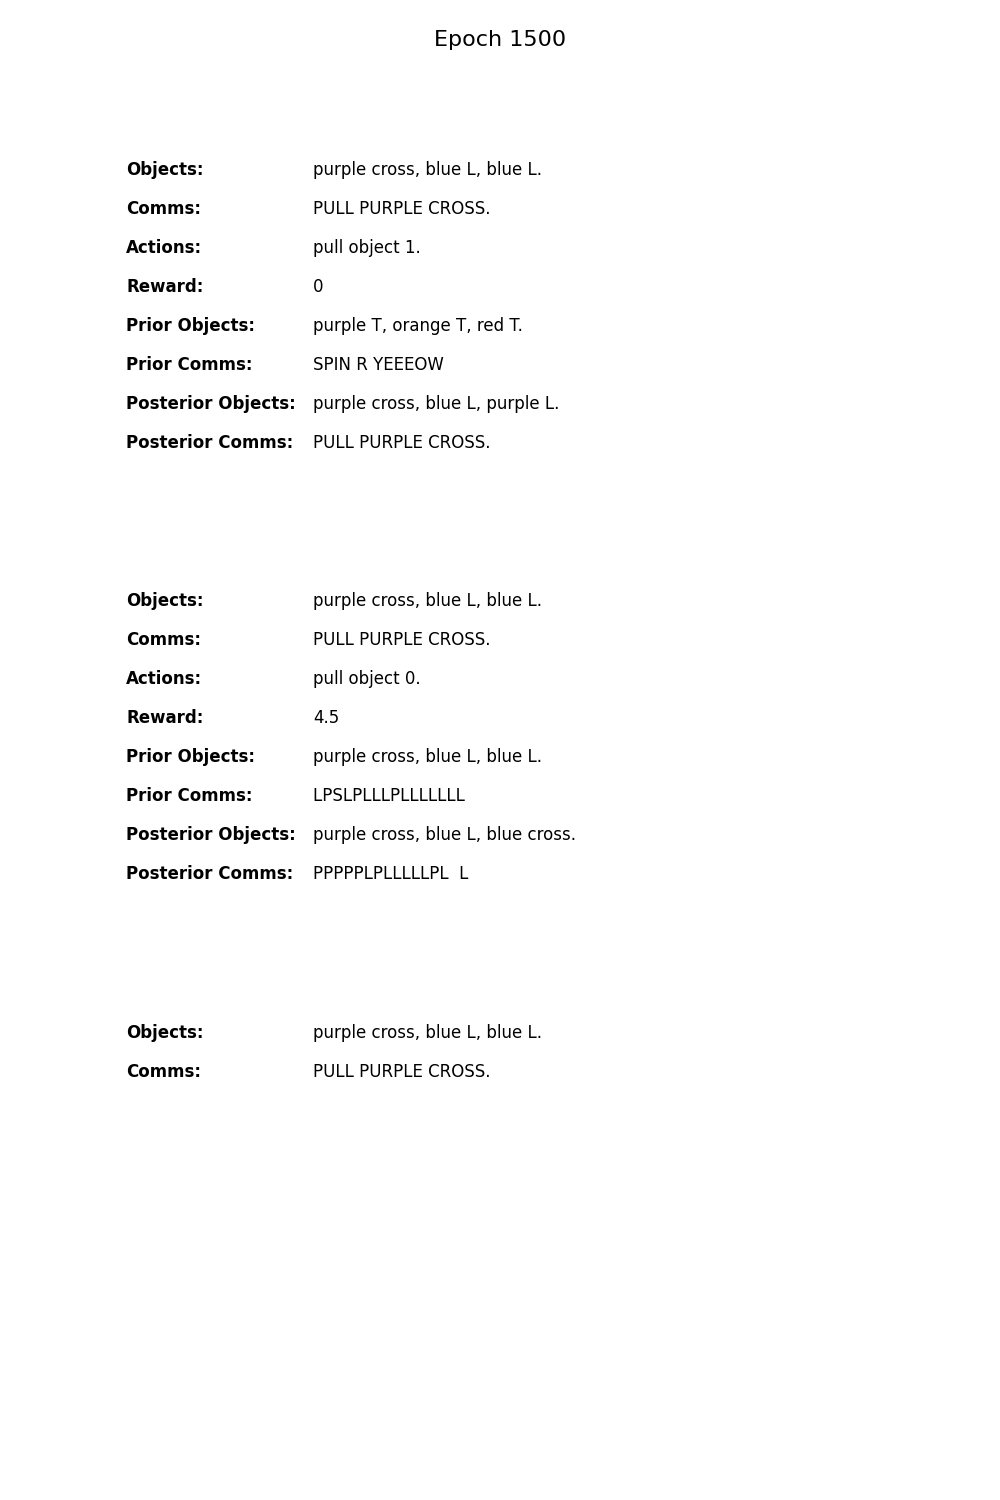 Epoch 1500
Objects: purple cross, blue L, blue L.
Comms: PULL PURPLE CROSS.
Actions: pull object 1.
Reward: 0
Prior Objects: purple T, orange T, red T.
Prior Comms: SPIN R YEEEOW
Posterior Objects: purple cross, blue L, purple L.
Posterior Comms: PULL PURPLE CROSS.
Objects: purple cross, blue L, blue L.
Comms: PULL PURPLE CROSS.
Actions: pull object 0.
Reward: 4.5
Prior Objects: purple cross, blue L, blue L.
Prior Comms: LPSLPLLLPLLLLLLL
Posterior Objects: purple cross, blue L, blue cross.
Posterior Comms: PPPPPLPLLLLLPL  L
Objects: purple cross, blue L, blue L.
Comms: PULL PURPLE CROSS.